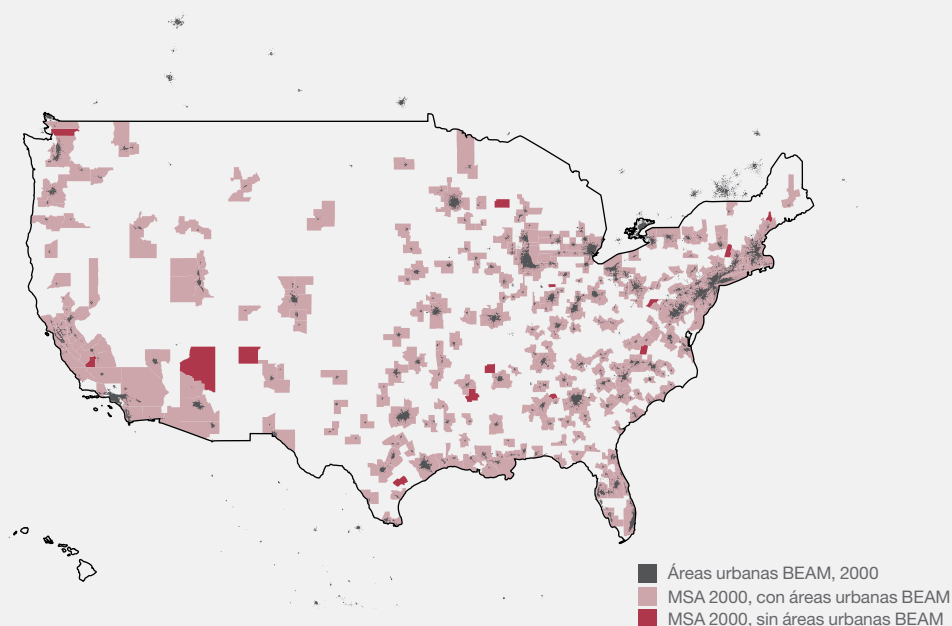 Áreas urbanas BEAM, 2000
MSA 2000, con áreas urbanas BEAM
MSA 2000, sin áreas urbanas BEAM